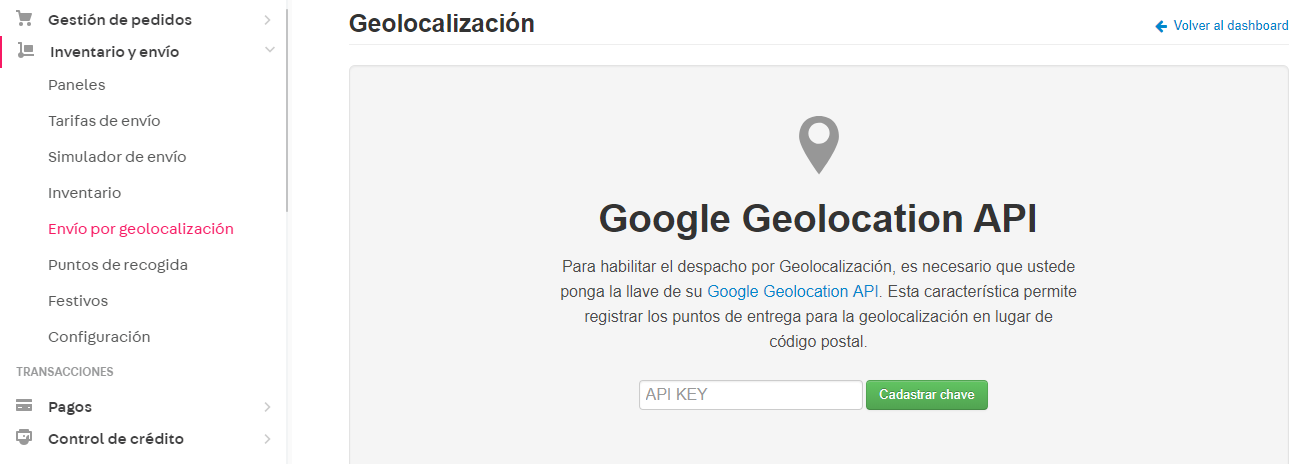 Gestión de pedidos
Inventario y envío
Paneles
Tarifas de envío
Simulador de envío
Inventario
Envío por geolocalización
Puntos de recogida
Festivos
Configuración
TRANSACCIONES
Pagos
Control de crédito
Geolocalización
Volver al dashboard
Google Geolocation API
Para habilitar el despacho por Geolocalización, es necesario que ustede
ponga la llave de su Google Geolocation API. Esta característica permite
registrar los puntos de entrega para la geolocalización en lugar de
código postal.
API KEY
Cadastrar chave